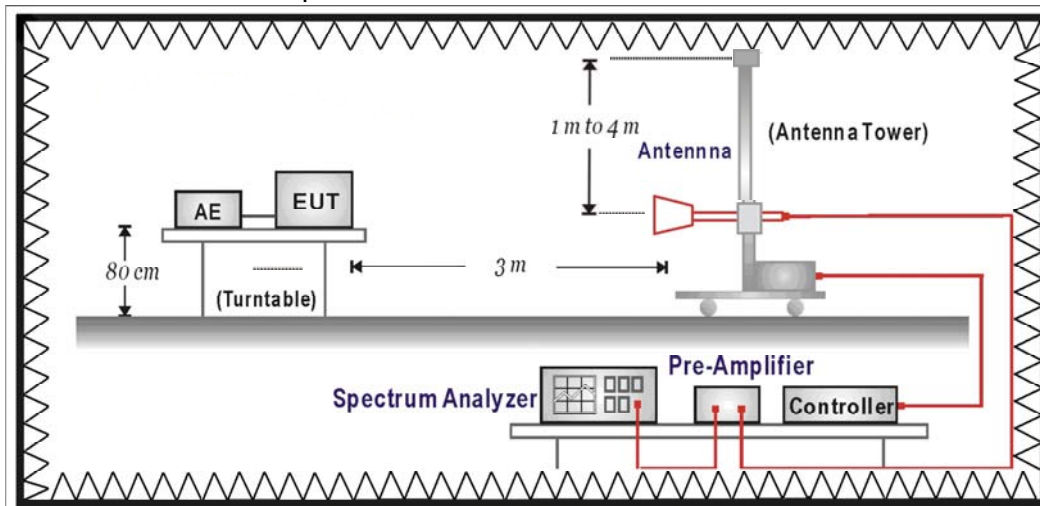 1 m to 4 m
(Antenna Tower)
Antennna
AE
EUT
80 cm
3 m
(Turntable)
Pre-Amplifier
Spectrum Analyzer
Controller